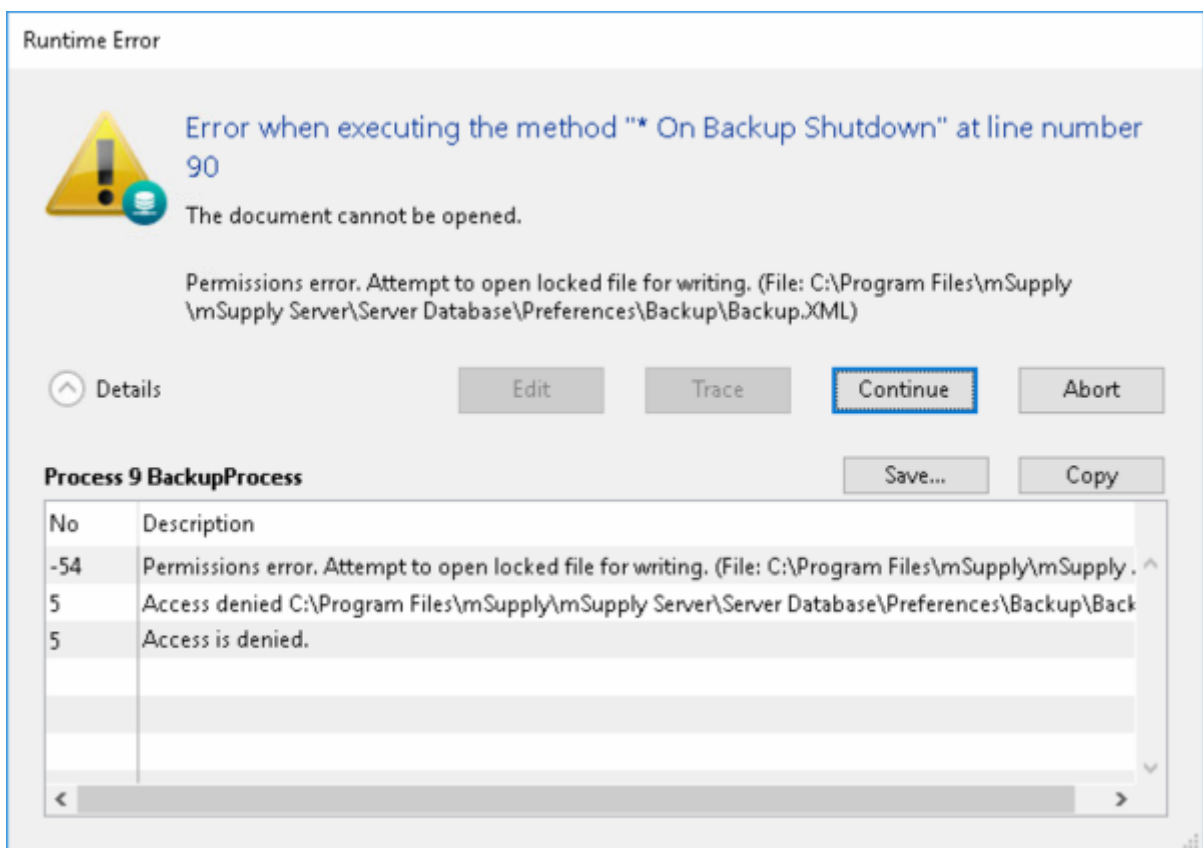 Runtime Error
Error when executing the method "* On Backup Shutdown" at line number
90
The document cannot be opened.
Permissions error. Attempt to open locked file for writing. (File: C:\Program Files\mSupply
\mSupply Server\Server Database\Preferences\Backup\Backup.XML)
Details
Edit
Trace
Continue
Abort
Process 9 BackupProcess
Save...
Copy
No Description
-54 Permissions error. Attempt to open locked file for writing. (File: C:\Program Files\mSupply\mSupply .
5 Access denied C:\Program Files\mSupply\mSupply Server\Server Database\Preferences\Backup\Back
5 Access is denied.